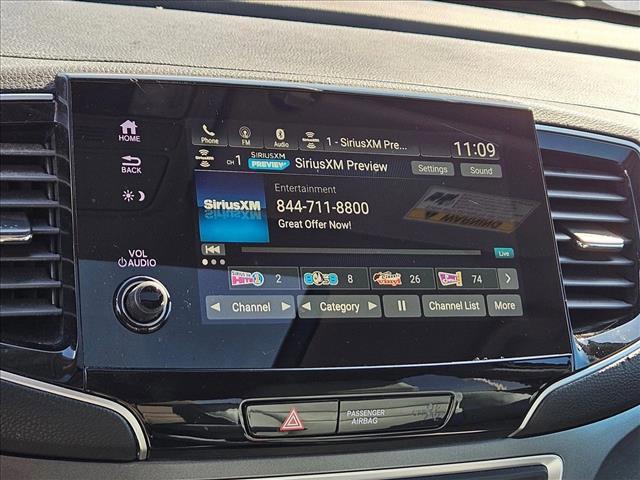 HOME
BACK
VOL
AUDIO
Phone
FM
Audio
1 - SiriusXM Pre...
11:09
CH 1
SIRIUSXM
PREVIEW
SiriusXM Preview
Settings
Sound
SiriusXM
Entertainment
844-711-8800
Great Offer Now!
Live
2
8
26
74
Channel
Category
Channel List
More
PASSENGER
AIRBAG